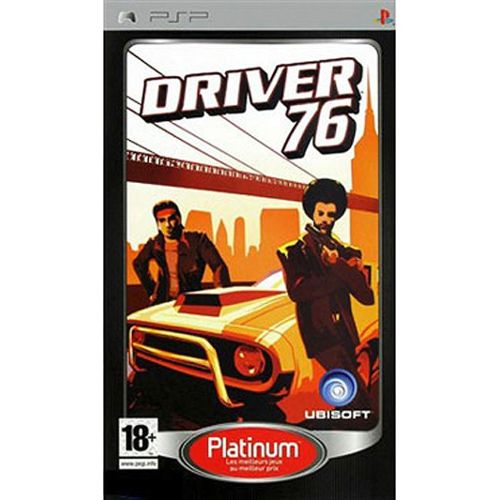 PSP
DRIVER
76
UBISOFT
18+
www.pegi.info
Platinum
Les meilleurs jeux
au meilleur prix